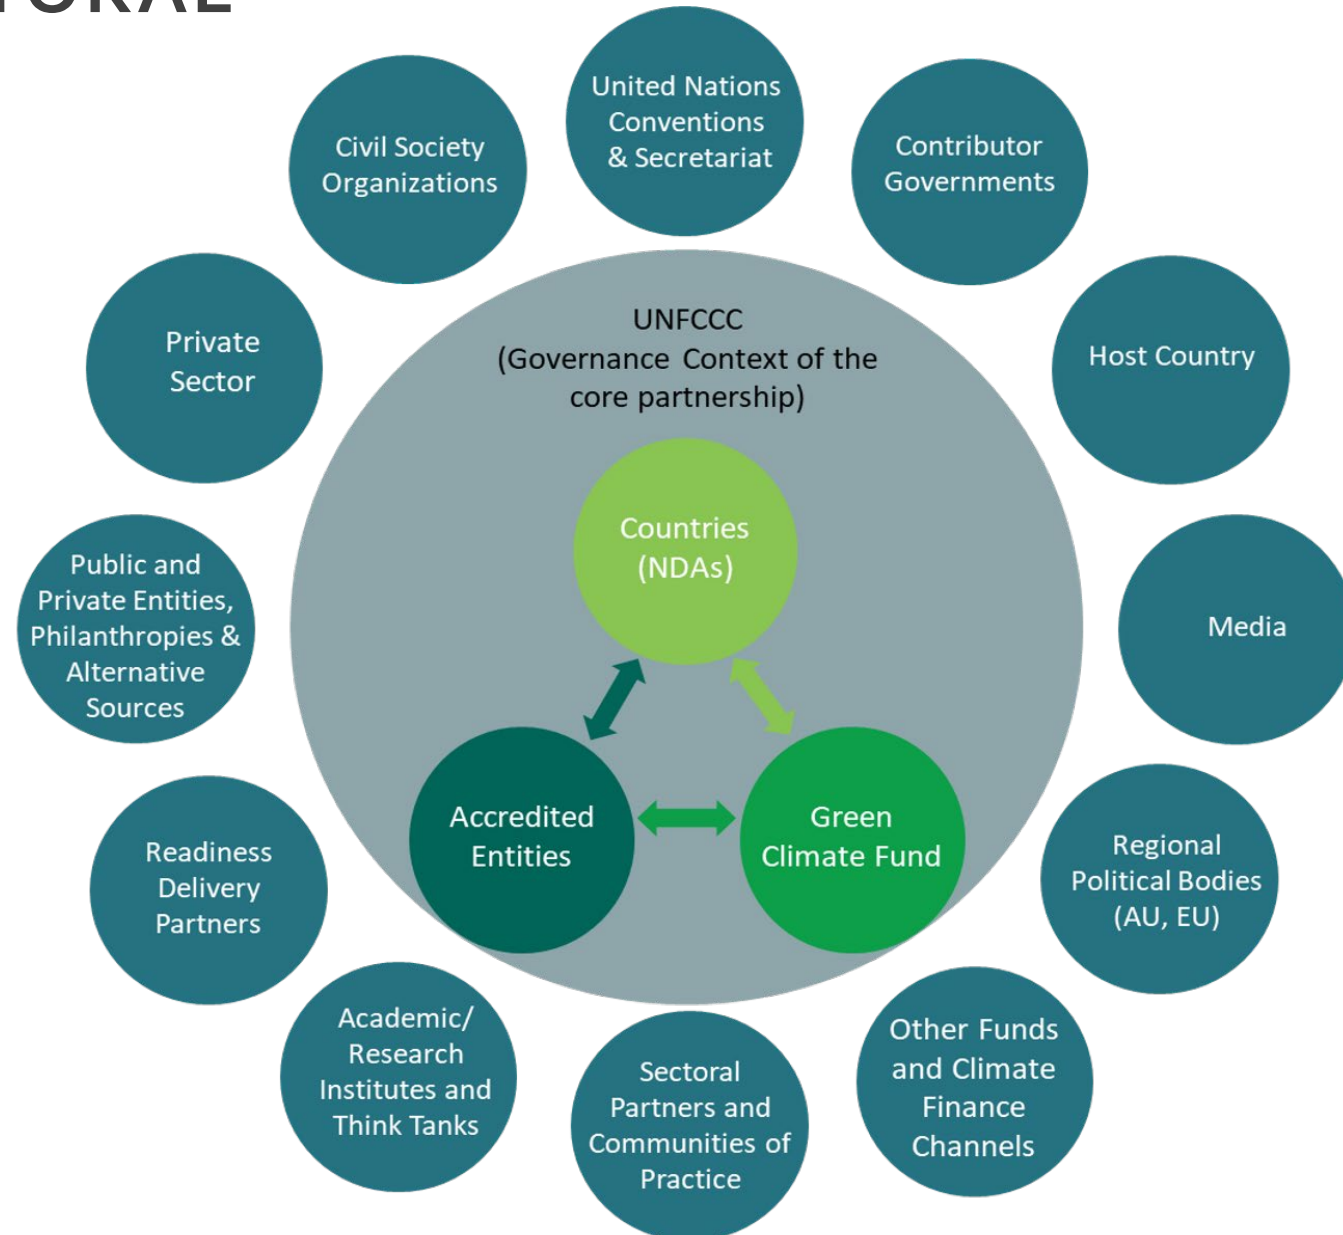 United Nations
Conventions
& Secretariat
Contributor
Governments
Host Country
Media
Regional
Political Bodies
(AU, EU)
Other Funds
and Climate
Finance
Channels
Sectoral
Partners and
Communities of
Practice
Academic/
Research
Institutes and
Think Tanks
Readiness
Delivery
Partners
Public and
Private Entities,
Philanthropies &
Alternative
Sources
Private
Sector
Civil Society
Organizations
UNFCCC
(Governance Context of the
core partnership)
Countries
(NDAs)
Accredited
Entities
Green
Climate Fund